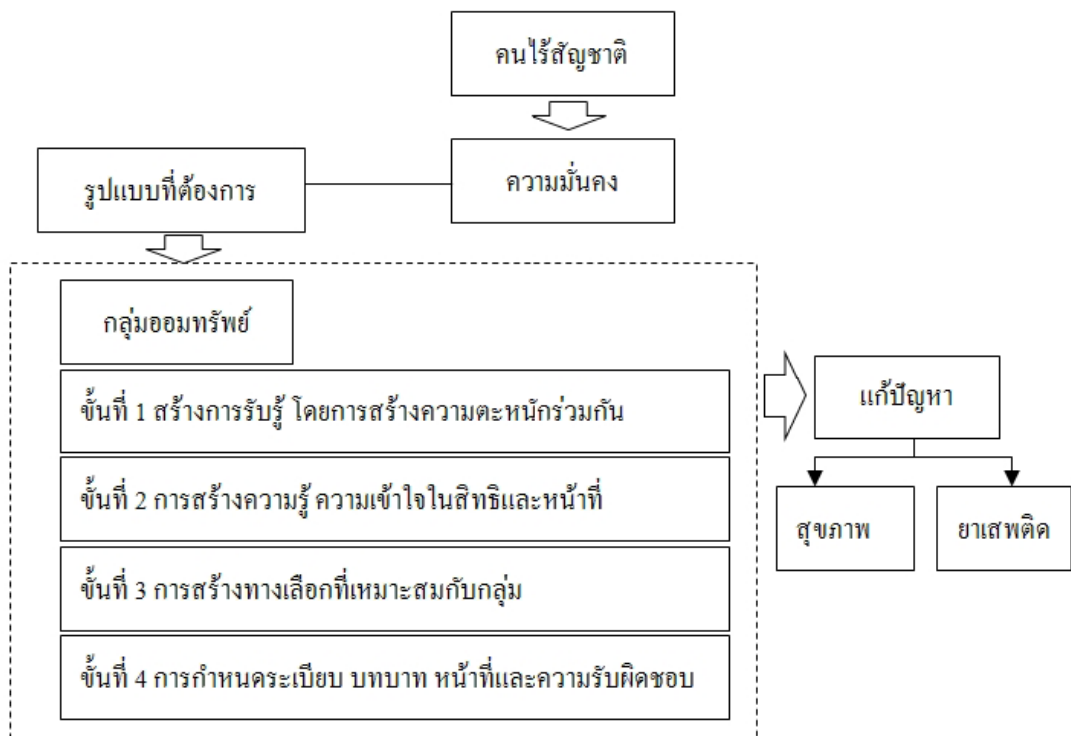 คนไร้สัญชาติ
ความมั่นคง
รูปแบบที่ต้องการ
กลุ่มออมทรัพย์
ขั้นที่ 1 สร้างการรับรู้ โดยการสร้างความตะหนักร่วมกัน
ขั้นที่ 2 การสร้างความรู้ ความเข้าใจในสิทธิและหน้าที่
ขั้นที่ 3 การสร้างทางเลือกที่เหมาะสมกับกลุ่ม
ขั้นที่ 4 การกำหนดระเบียบ บทบาท หน้าที่และความรับผิดชอบ
แก้ปัญหา
สุขภาพ
ยาเสพติด